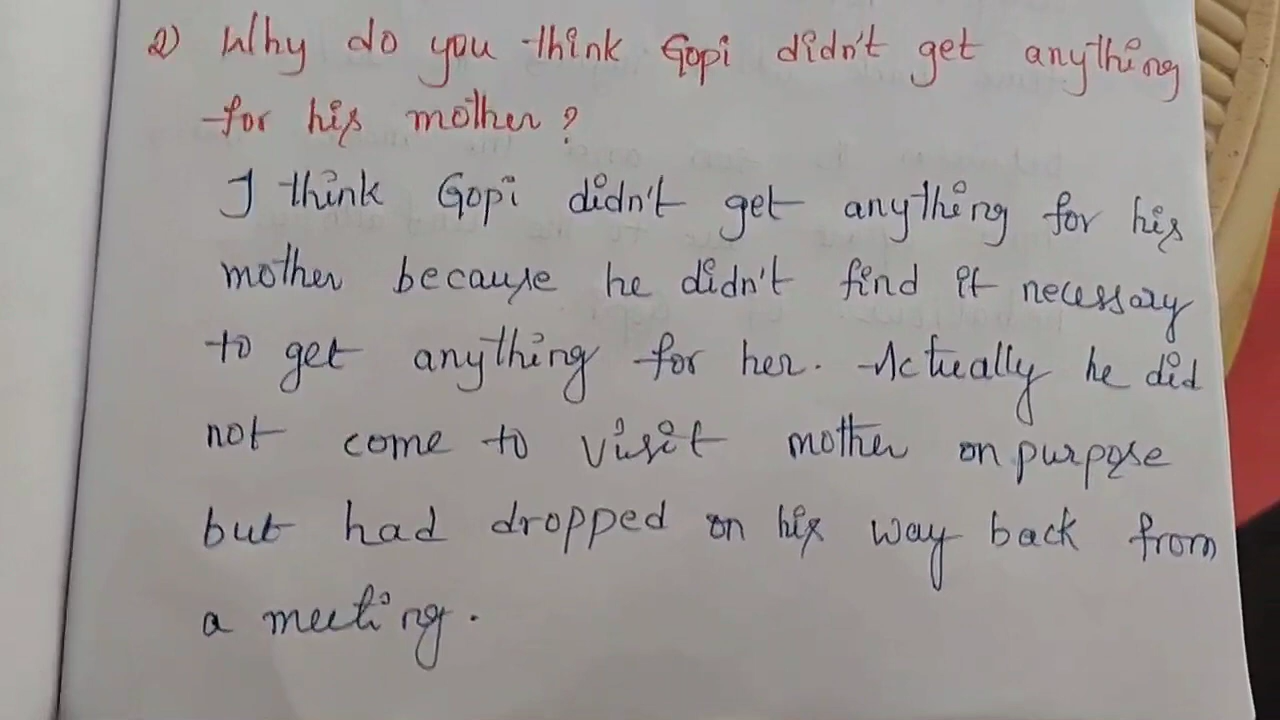 2) Why do you think Gopi didn't get anything
for his mother?
I think Gopi didn't get anything for his
mother because he didn't find it necessary
to get anything for her. Actually he did
not come to visit mother on purpose
but had dropped on his way back from
a meeting.